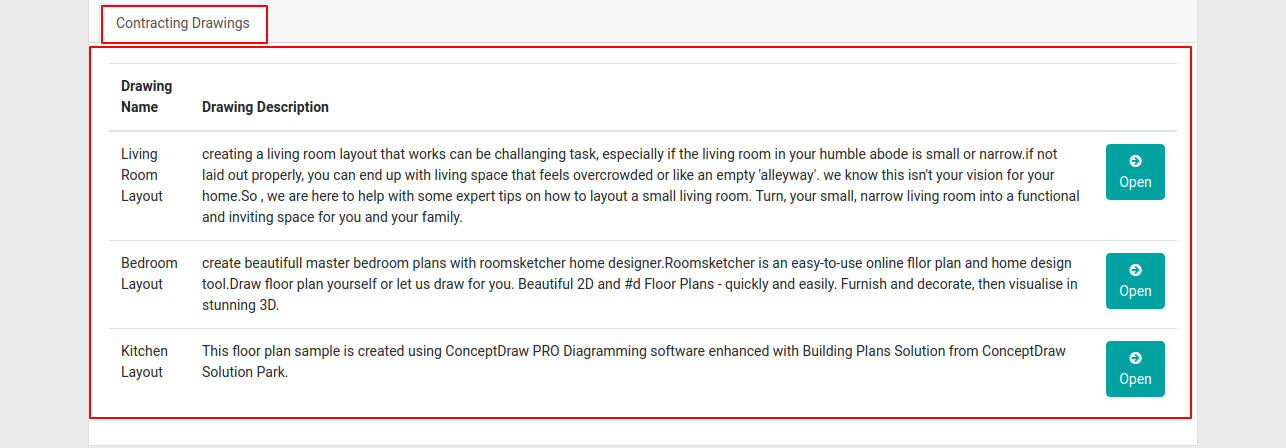 Contracting Drawings
Drawing
Name
Drawing Description
Living
Room
Layout
creating a living room layout that works can be challanging task, especially if the living room in your humble abode is small or narrow.if not
laid out properly, you can end up with living space that feels overcrowded or like an empty 'alleyway'. we know this isn't your vision for your
home.So , we are here to help with some expert tips on how to layout a small living room. Turn, your small, narrow living room into a functional
and inviting space for you and your family.
Open
Bedroom
Layout
create beautifull master bedroom plans with roomsketcher home designer.Roomsketcher is an easy-to-use online fllor plan and home design
tool.Draw floor plan yourself or let us draw for you. Beautiful 2D and #d Floor Plans - quickly and easily. Furnish and decorate, then visualise in
stunning 3D.
Open
Kitchen
Layout
This floor plan sample is created using ConceptDraw PRO Diagramming software enhanced with Building Plans Solution from ConceptDraw
Solution Park.
Open